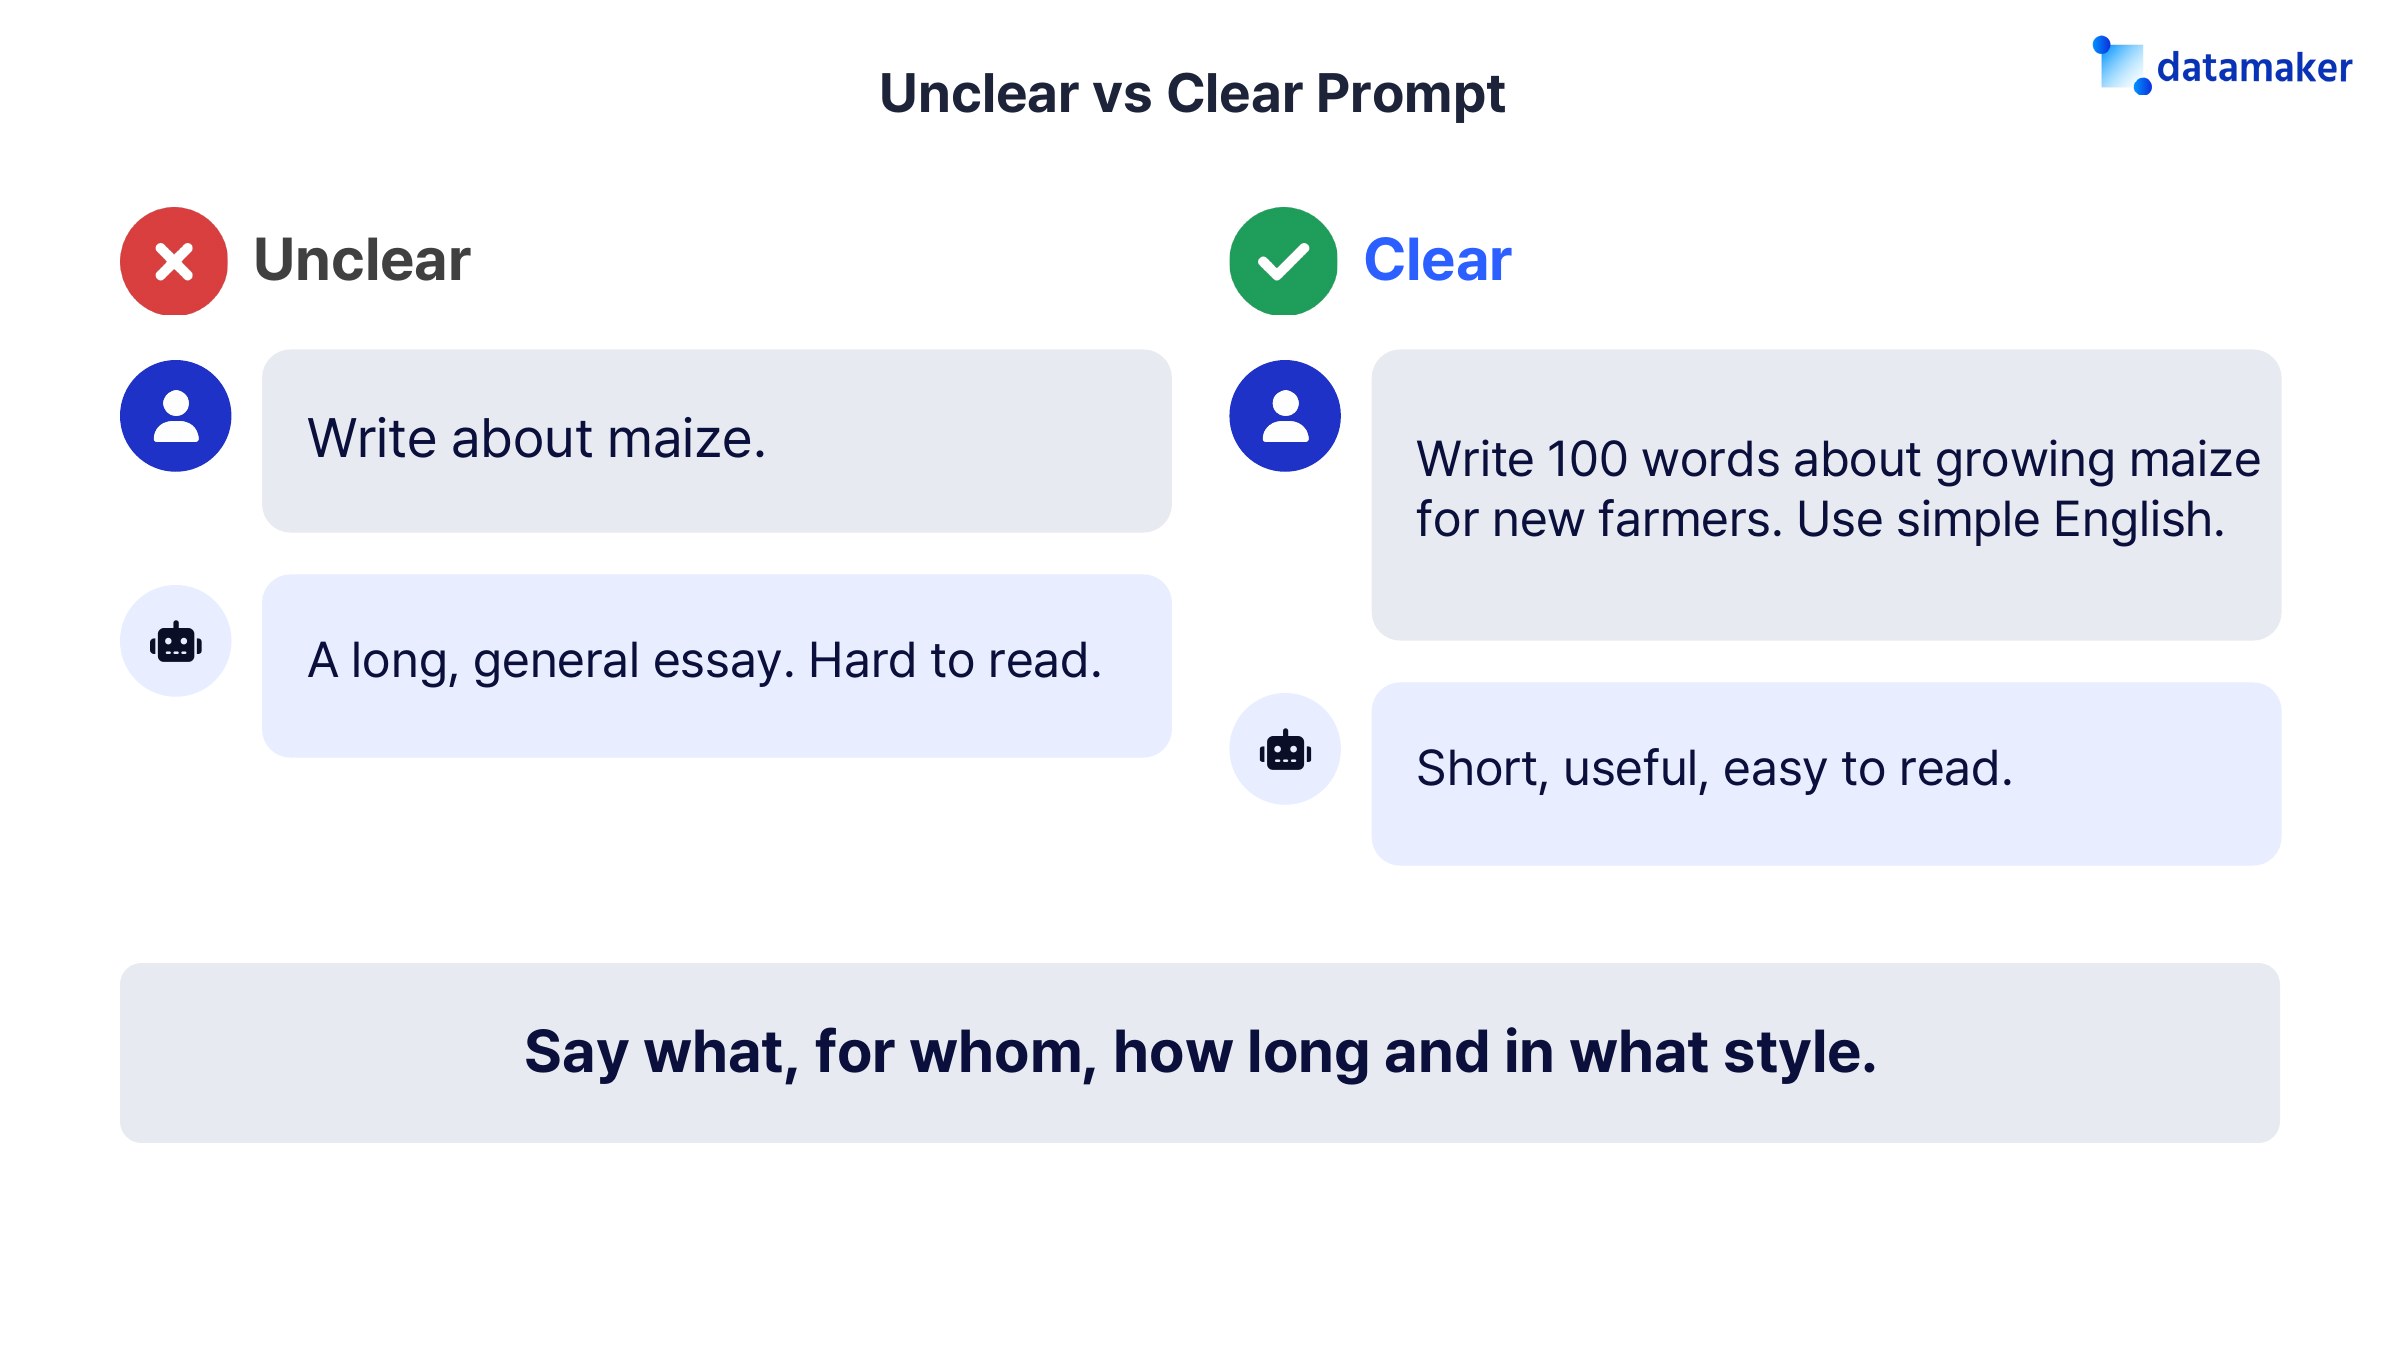 Unclear vs Clear Prompt
datamaker
Unclear
Write about maize.
A long, general essay. Hard to read.
Clear
Write 100 words about growing maize
for new farmers. Use simple English.
Short, useful, easy to read.
Say what, for whom, how long and in what style.